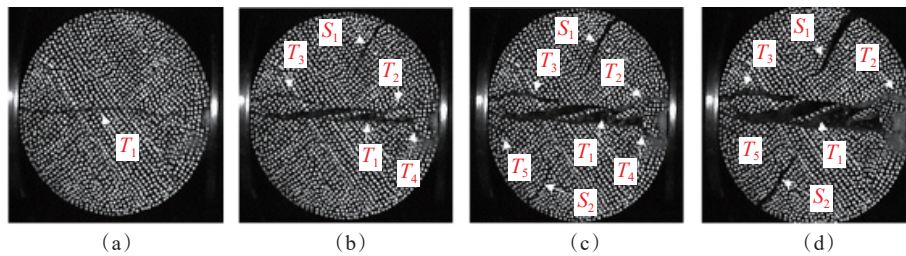 T₁
(a)
S₁
T₃
T₂
T₁
T₄
(b)
S₁
T₃
T₂
T₅
T₁
T₄
S₂
(c)
S₁
T₃
T₂
T₅
T₁
S₂
(d)